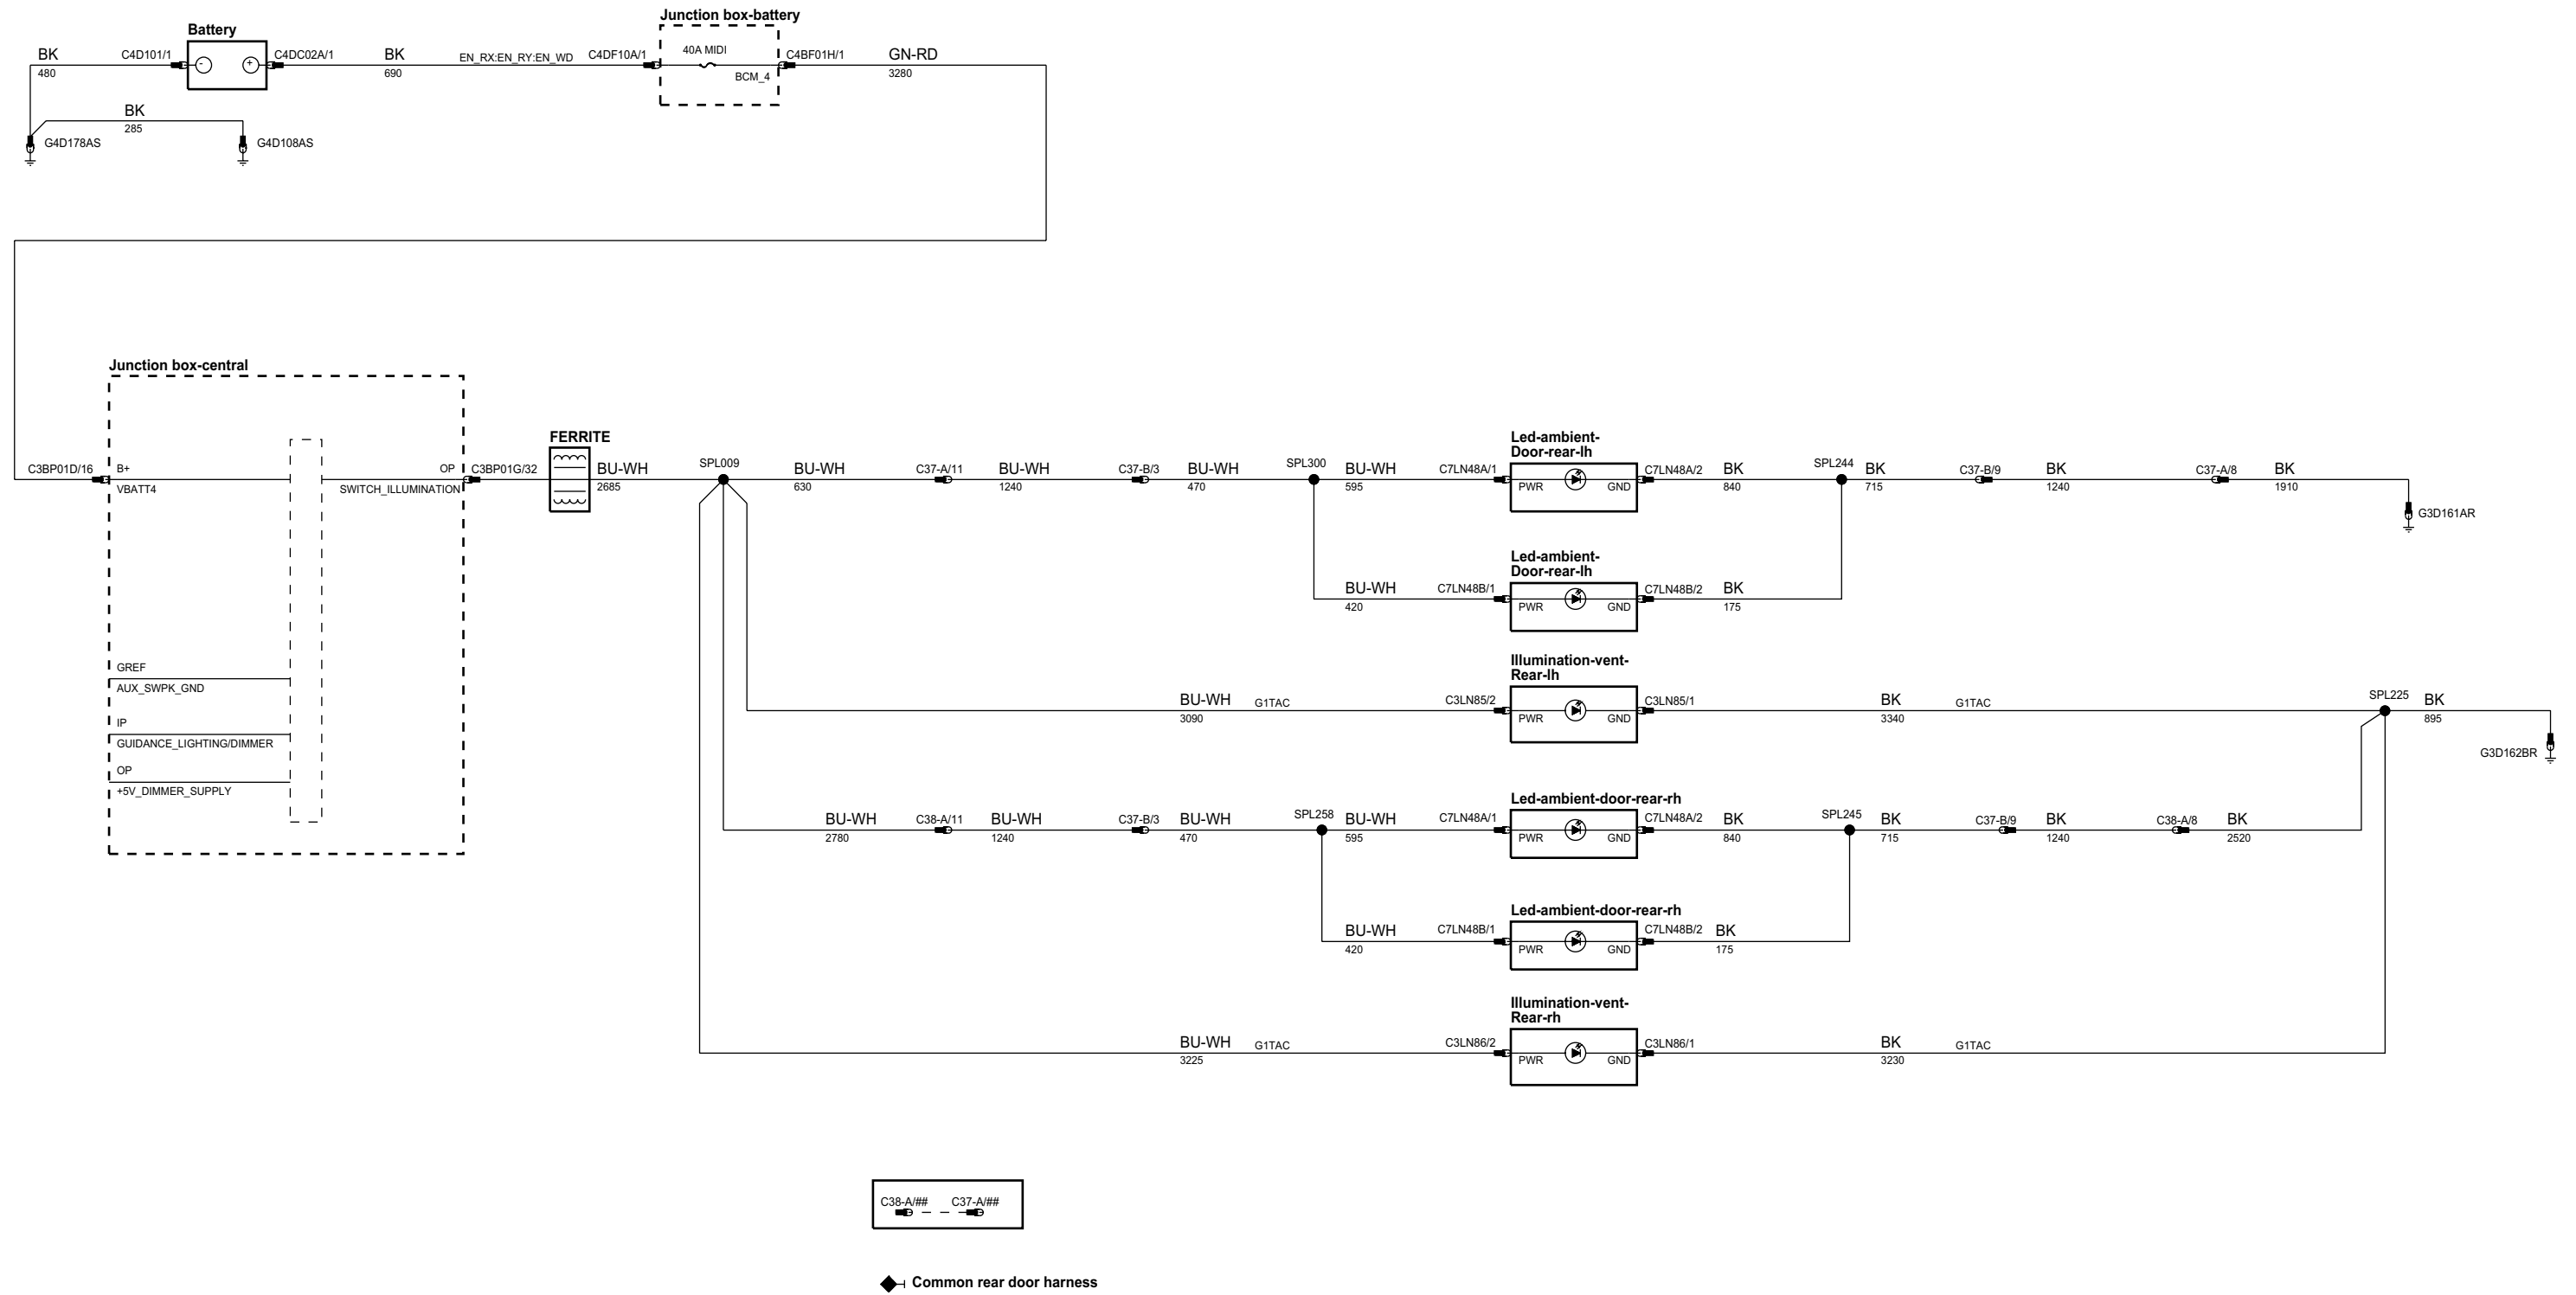 Junction box-battery
Battery
BK
480
C4D101/1
-
+
C4DC02A/1
BK
690
EN_RX:EN_RY:EN_WD
C4DF10A/1
40A MIDI
BCM_4
C4BF01H/1
GN-RD
3280
BK
285
G4D178AS
G4D108AS
Junction box-central
C3BP01D/16
B+
VBATT4
OP
SWITCH_ILLUMINATION
C3BP01G/32
FERRITE
BU-WH
2685
SPL009
BU-WH
630
C37-A/11
BU-WH
1240
C37-B/3
BU-WH
470
SPL300
BU-WH
595
C7LN48A/1
Led-ambient-
Door-rear-lh
PWR
GND
C7LN48A/2
BK
840
SPL244
BK
715
C37-B/9
BK
1240
C37-A/8
BK
1910
G3D161AR
BU-WH
420
C7LN48B/1
Led-ambient-
Door-rear-lh
PWR
GND
C7LN48B/2
BK
175
GREF
AUX_SWPK_GND
IP
GUIDANCE_LIGHTING/DIMMER
OP
+5V_DIMMER_SUPPLY
BU-WH
3090
G1TAC
C3LN85/2
Illumination-vent-
Rear-lh
PWR
GND
C3LN85/1
BK
3340
G1TAC
SPL225
BK
895
G3D162BR
BU-WH
2780
C38-A/11
BU-WH
1240
C37-B/3
BU-WH
470
SPL258
BU-WH
595
C7LN48A/1
Led-ambient-door-rear-rh
PWR
GND
C7LN48A/2
BK
840
SPL245
BK
715
C37-B/9
BK
1240
C38-A/8
BK
2520
BU-WH
420
C7LN48B/1
Led-ambient-door-rear-rh
PWR
GND
C7LN48B/2
BK
175
BU-WH
3225
G1TAC
C3LN86/2
Illumination-vent-
Rear-rh
PWR
GND
C3LN86/1
BK
3230
G1TAC
C38-A/## C37-A/##
Common rear door harness